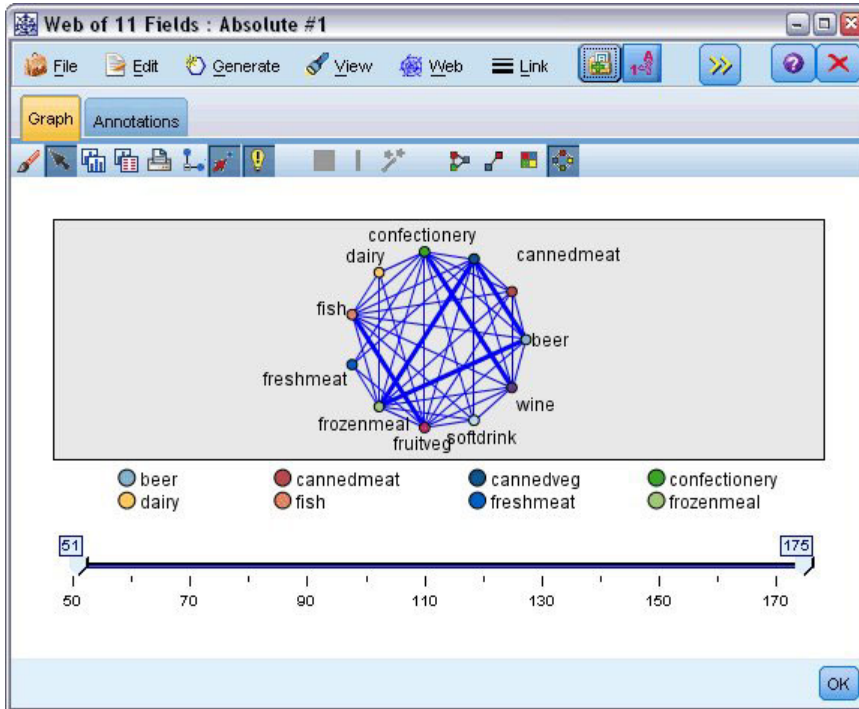 Web of 11 Fields : Absolute #1
File Edit Generate View Web Link
Graph Annotations
confectionery
dairy cannedmeat
fish beer
freshmeat
wine
frozenmeal softdrink
fruitveg
beer cannedmeat cannedveg confectionery
dairy fish freshmeat frozenmeal
51 175
50 70 90 110 130 150 170
OK